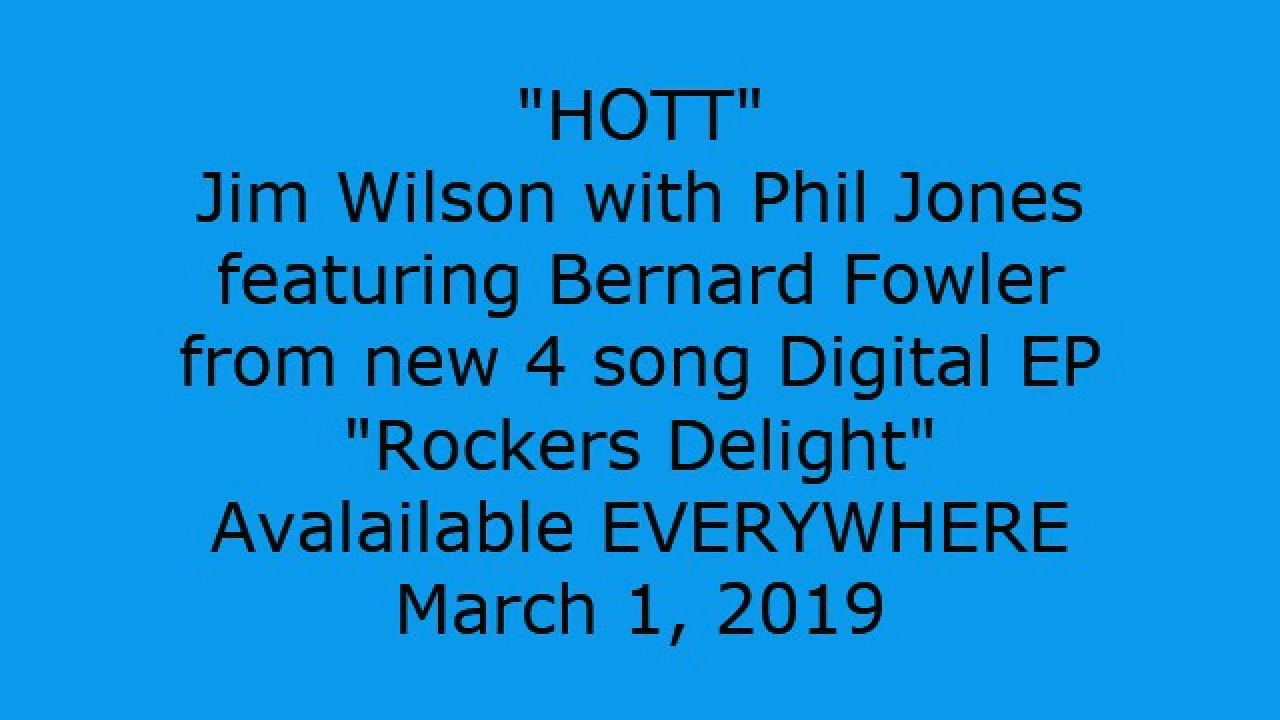 "HOTT"
Jim Wilson with Phil Jones
featuring Bernard Fowler
from new 4 song Digital EP
"Rockers Delight"
Avalailable EVERYWHERE
March 1, 2019